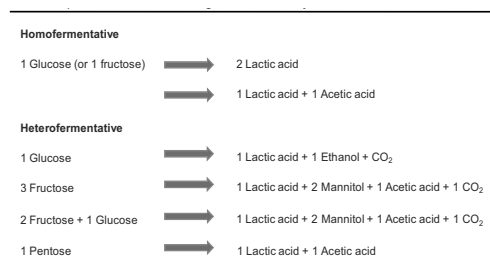 Homofermentative
1 Glucose (or 1 fructose) 2 Lactic acid
1 Lactic acid + 1 Acetic acid
Heterofermentative
1 Glucose 1 Lactic acid + 1 Ethanol + CO₂
3 Fructose 1 Lactic acid + 2 Mannitol + 1 Acetic acid + 1 CO₂
2 Fructose + 1 Glucose 1 Lactic acid + 2 Mannitol + 1 Acetic acid + 1 CO₂
1 Pentose 1 Lactic acid + 1 Acetic acid